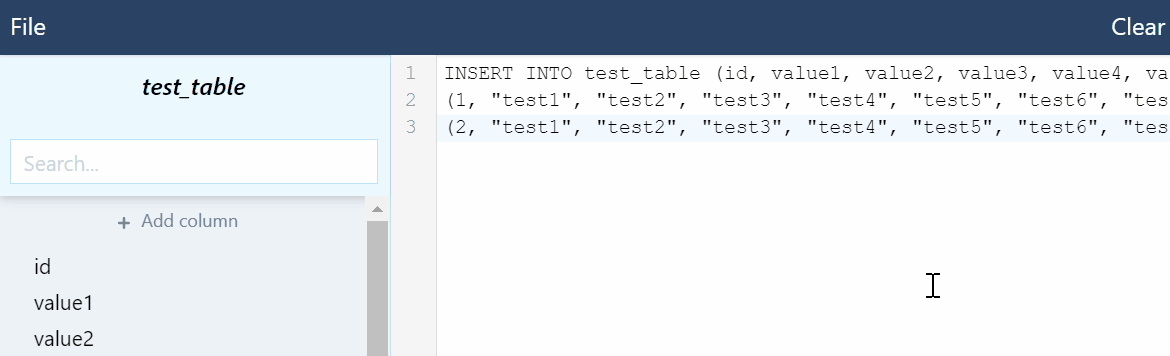 File
Clear
test_table
Search...
+ Add column
id
value1
value2
1 INSERT INTO test_table (id, value1, value2, value3, value4, va
2 (1, "test1", "test2", "test3", "test4", "test5", "test6", "tes
3 (2, "test1", "test2", "test3", "test4", "test5", "test6", "tes